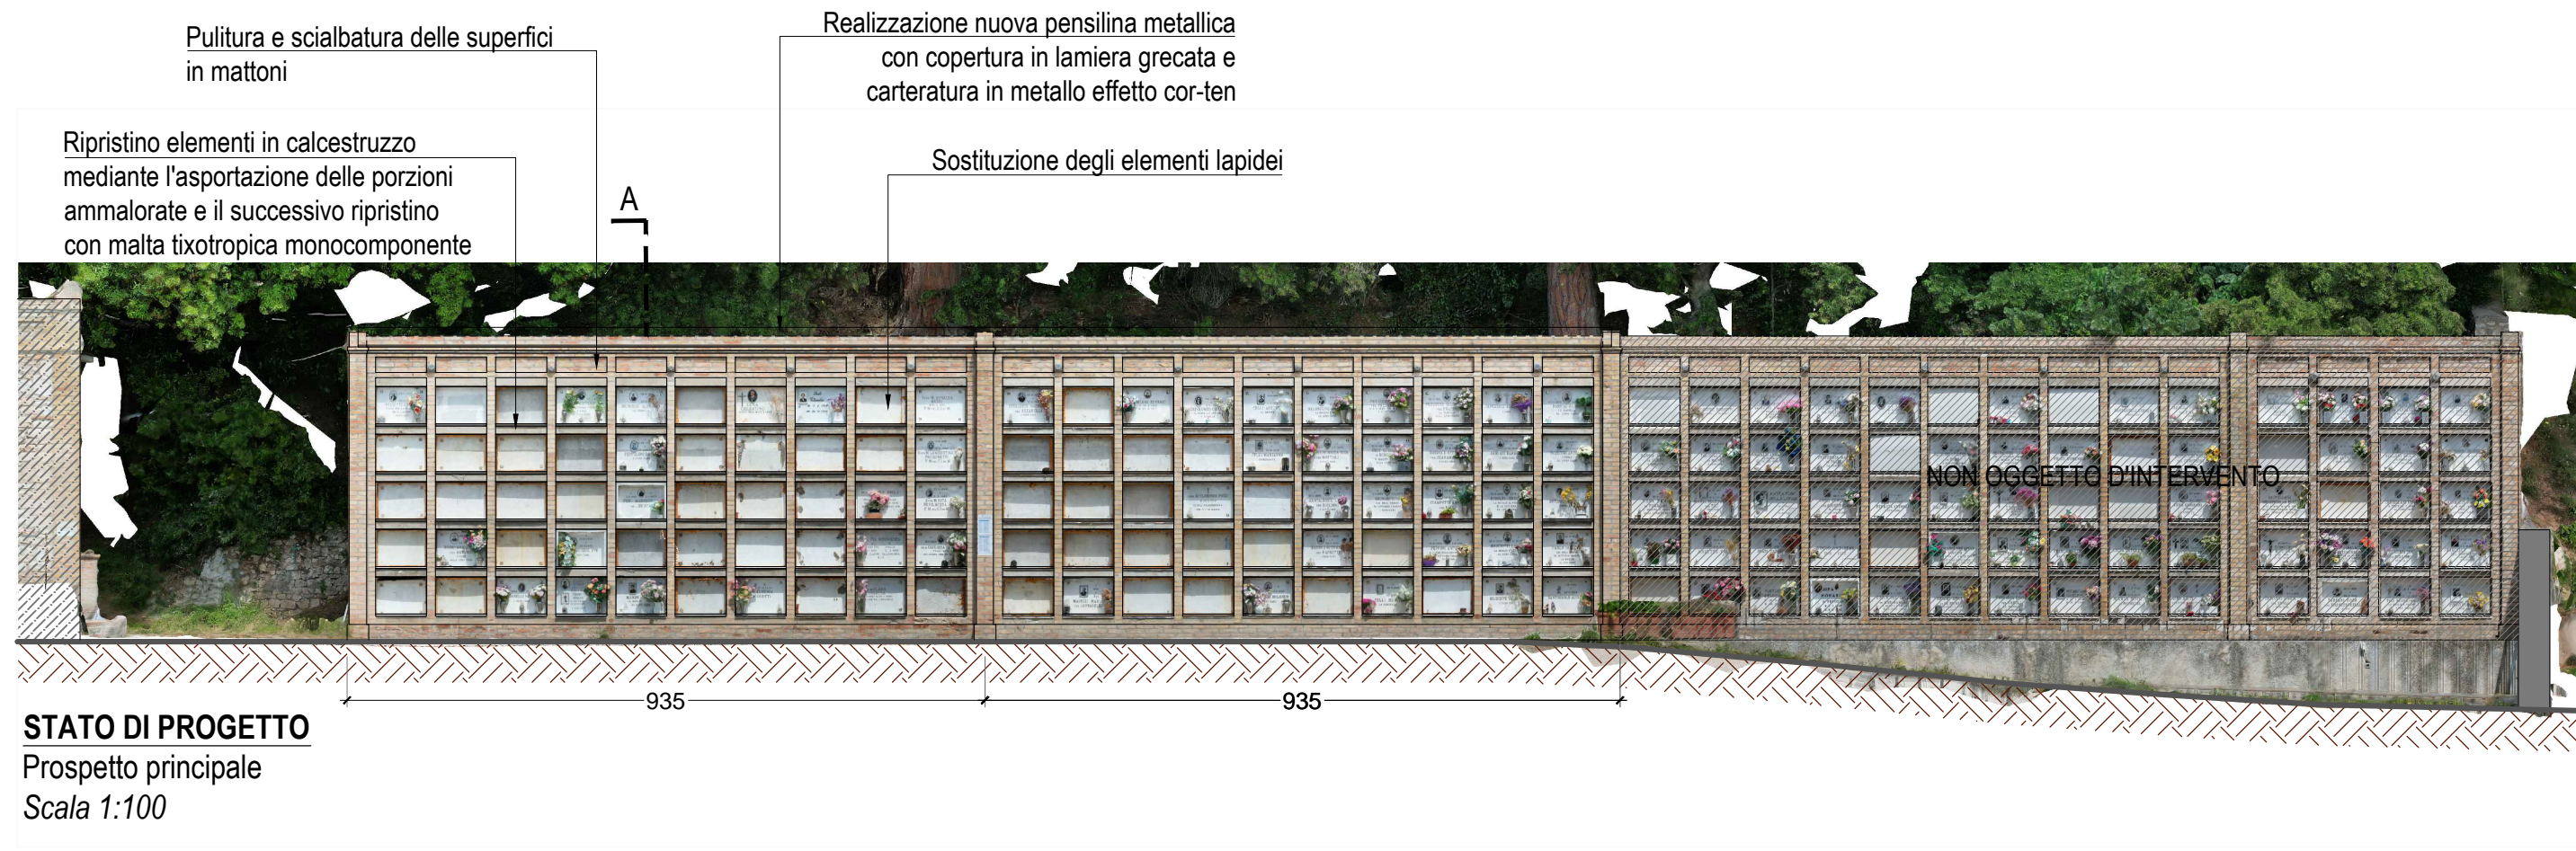 Pulitura e scialbatura delle superfici
in mattoni
Realizzazione nuova pensilina metallica
con copertura in lamiera grecata e
carteratura in metallo effetto cor-ten
Ripristino elementi in calcestruzzo
mediante l'asportazione delle porzioni
ammalorate e il successivo ripristino
con malta tixotropica monocomponente
Sostituzione degli elementi lapidei
A
NON OGGETTO D'INTERVENTO
935
935
STATO DI PROGETTO
Prospetto principale
Scala 1:100